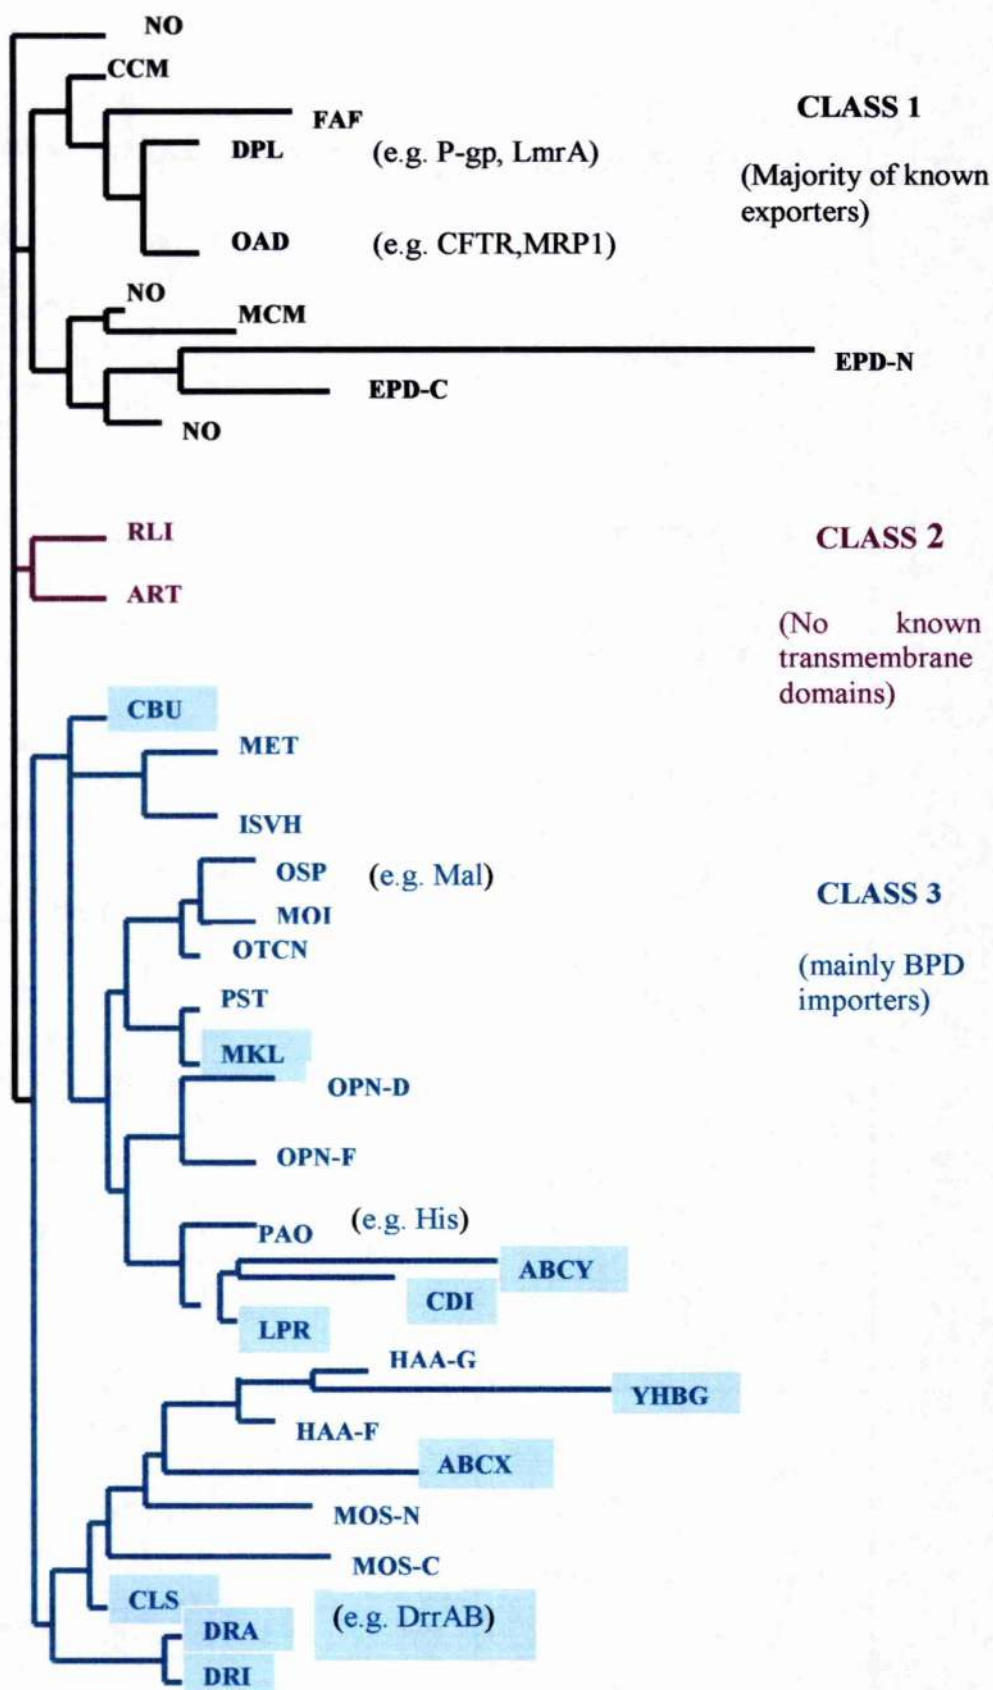 NO
CCM
CLASS 1
FAF
DPL (e.g. P-gp, LmrA)
(Majority of known
exporters)
OAD (e.g. CFTR,MRP1)
NO
MCM
EPD-N
EPD-C
NO
RLI
CLASS 2
ART
(No known
transmembrane
domains)
CBU
MET
ISVH
OSP (e.g. Mal)
CLASS 3
MOI
OTCN
(mainly BPD
importers)
PST
MKL
OPN-D
OPN-F
PAO (e.g. His)
ABCY
CDI
LPR
HAA-G
YHBG
HAA-F
ABCX
MOS-N
MOS-C
CLS
(e.g. DrrAB)
DRA
DRI